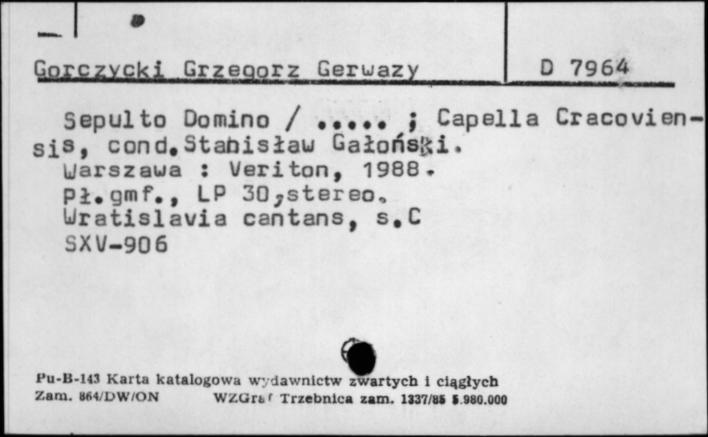 Gorczycki Grzegorz Gerwazy D 7964
Sepulto Domino / ..... ; Capella Cracovien-
sis, cond. Stanisław Gałoński.
Warszawa : Veriton, 1988.
Pł.gmf., LP 30,stereo.
Wratislavia cantans, s.C
SXV-906
Pu-B-143 Karta katalogowa wydawnictw zwartych i ciągłych
Zam. 864/DW/ON WZGraf Trzebnica zam. 1337/85 5.980.000